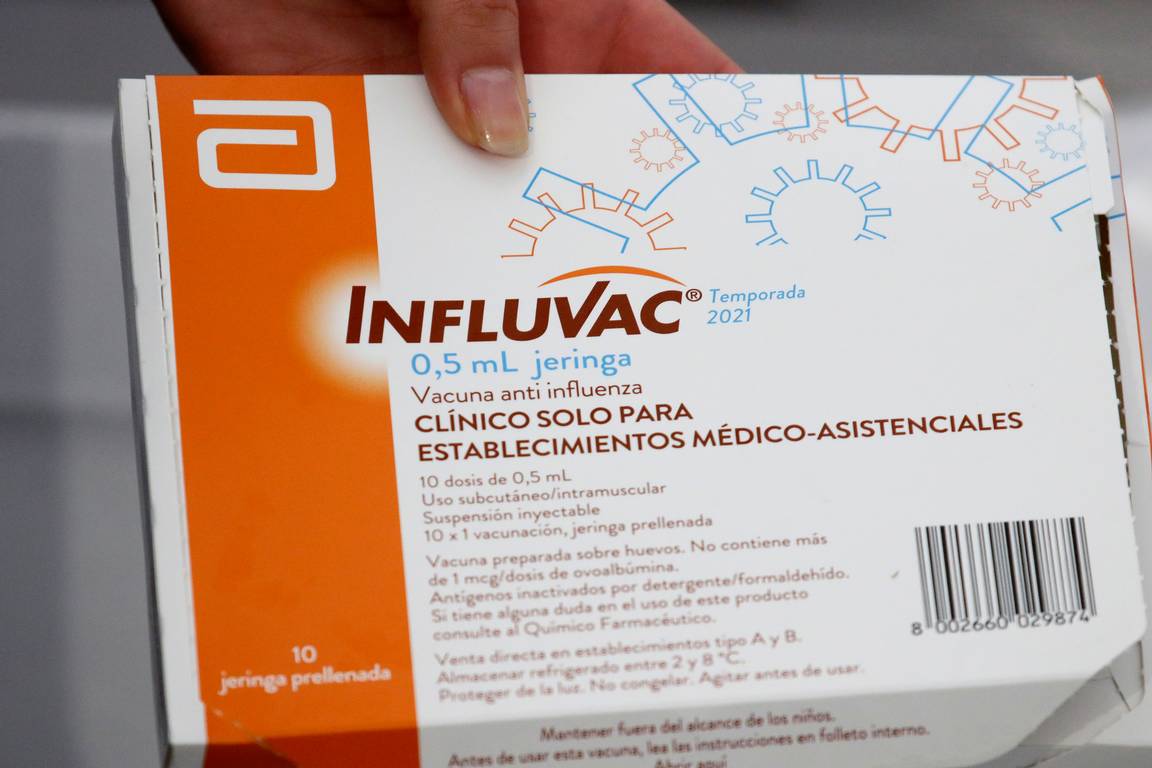 INFLUVAC® Temporada
2021
0,5 mL jeringa
Vacuna anti influenza
CLÍNICO SOLO PARA
ESTABLECIMIENTOS MÉDICO-ASISTENCIALES
10 dosis de 0,5 mL
Uso subcutáneo/intramuscular
Suspensión inyectable
10 x 1 vacunación, jeringa prellenada
Vacuna preparada sobre huevos. No contiene más
de 1 mcg/dosis de ovoalbúmina.
Antígenos inactivados por detergente/formaldehído.
Si tiene alguna duda en el uso de este producto
consulte al Químico Farmacéutico.
Venta directa en establecimientos tipo A y B.
Almacenar refrigerado entre 2 y 8 °C.
Proteger de la luz. No congelar. Agitar antes de usar.
8 002660 029874
10
jeringa prellenada
Mantener fuera del alcance de los niños.
Antes de usar esta vacuna, lea las instrucciones en folleto interno.
Abrir aquí